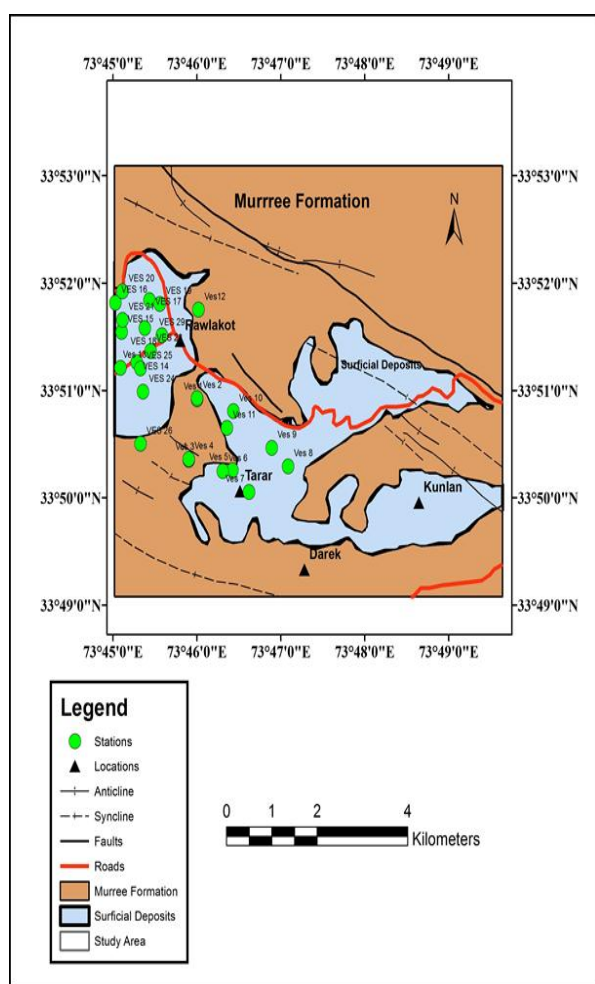 73°45'0"E 73°46'0"E 73°47'0"E 73°48'0"E 73°49'0"E
33°53'0"N 33°53'0"N
Murrree Formation
N
33°52'0"N 33°52'0"N
VES 20
VES 16
VES 19
VES 17
Ves12
VES 15
VES 29
Rawlakot
VES 25
VES 14
Surficial Deposits
33°51'0"N 33°51'0"N
VES 24
Ves 2
Ves 10
Ves 11
VES 26
Ves 3
Ves 4
Ves 9
Ves 5
Ves 6
Ves 8
Ves 7
Tarar
Kunlan
33°50'0"N 33°50'0"N
Darek
33°49'0"N 33°49'0"N
73°45'0"E 73°46'0"E 73°47'0"E 73°48'0"E 73°49'0"E
Legend
Stations
Locations
Anticline
Syncline
Faults
Roads
Murree Formation
Surficial Deposits
Study Area
0 1 2 4
Kilometers